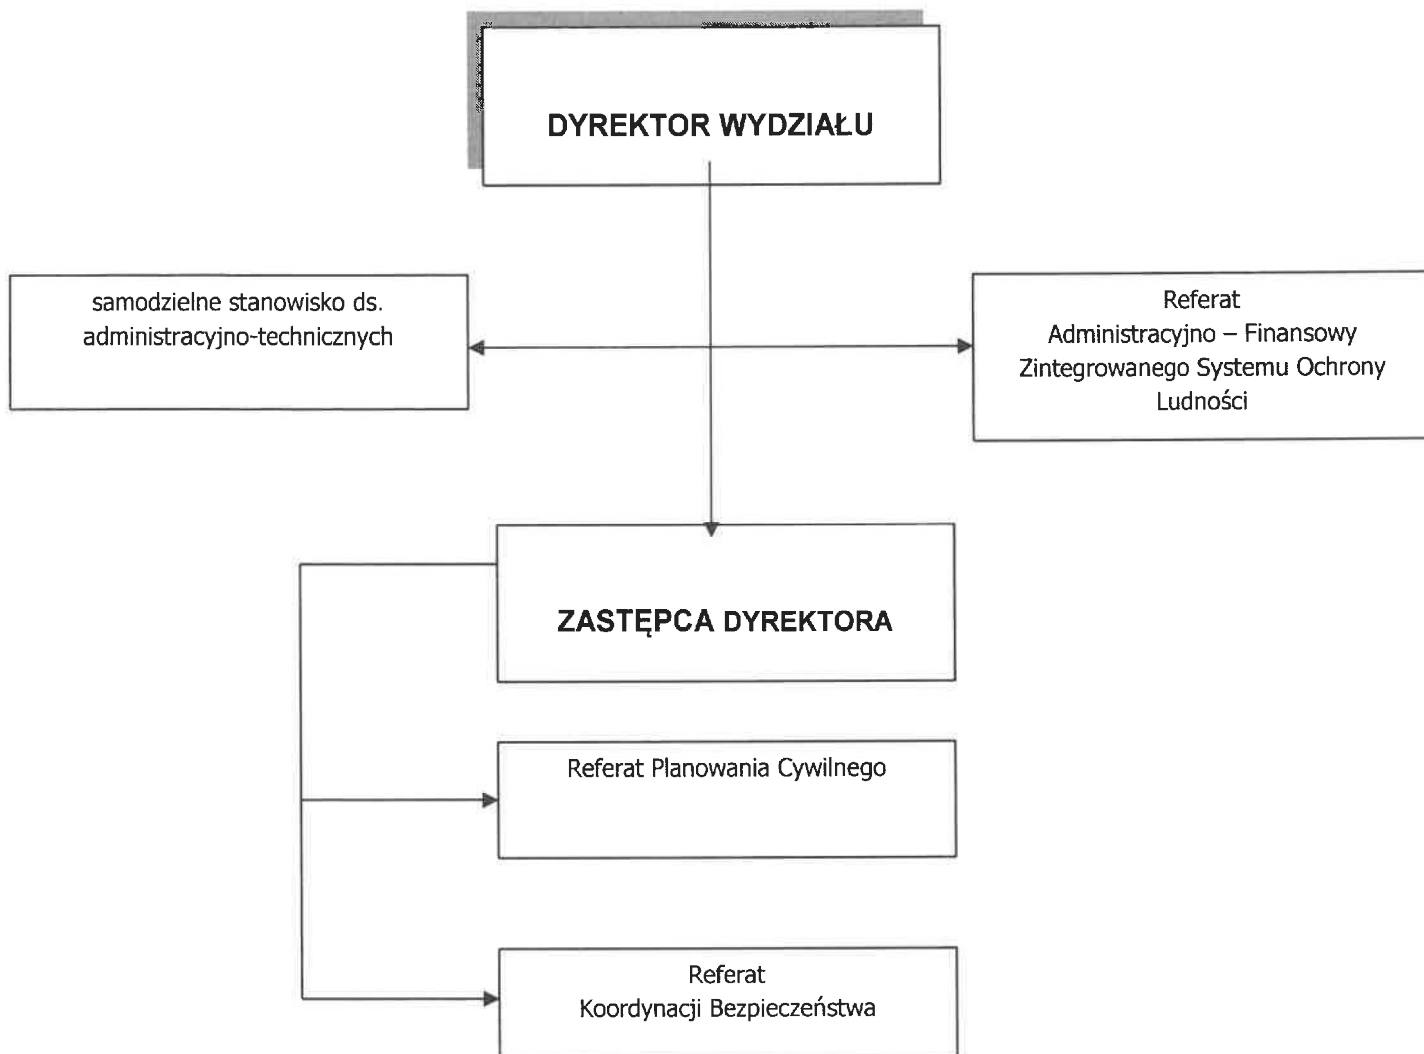 DYREKTOR WYDZIAŁU
samodzielne stanowisko ds.
administracyjno-technicznych
Referat
Administracyjno – Finansowy
Zintegrowanego Systemu Ochrony
Ludności
ZASTĘPCA DYREKTORA
Referat Planowania Cywilnego
Referat
Koordynacji Bezpieczeństwa